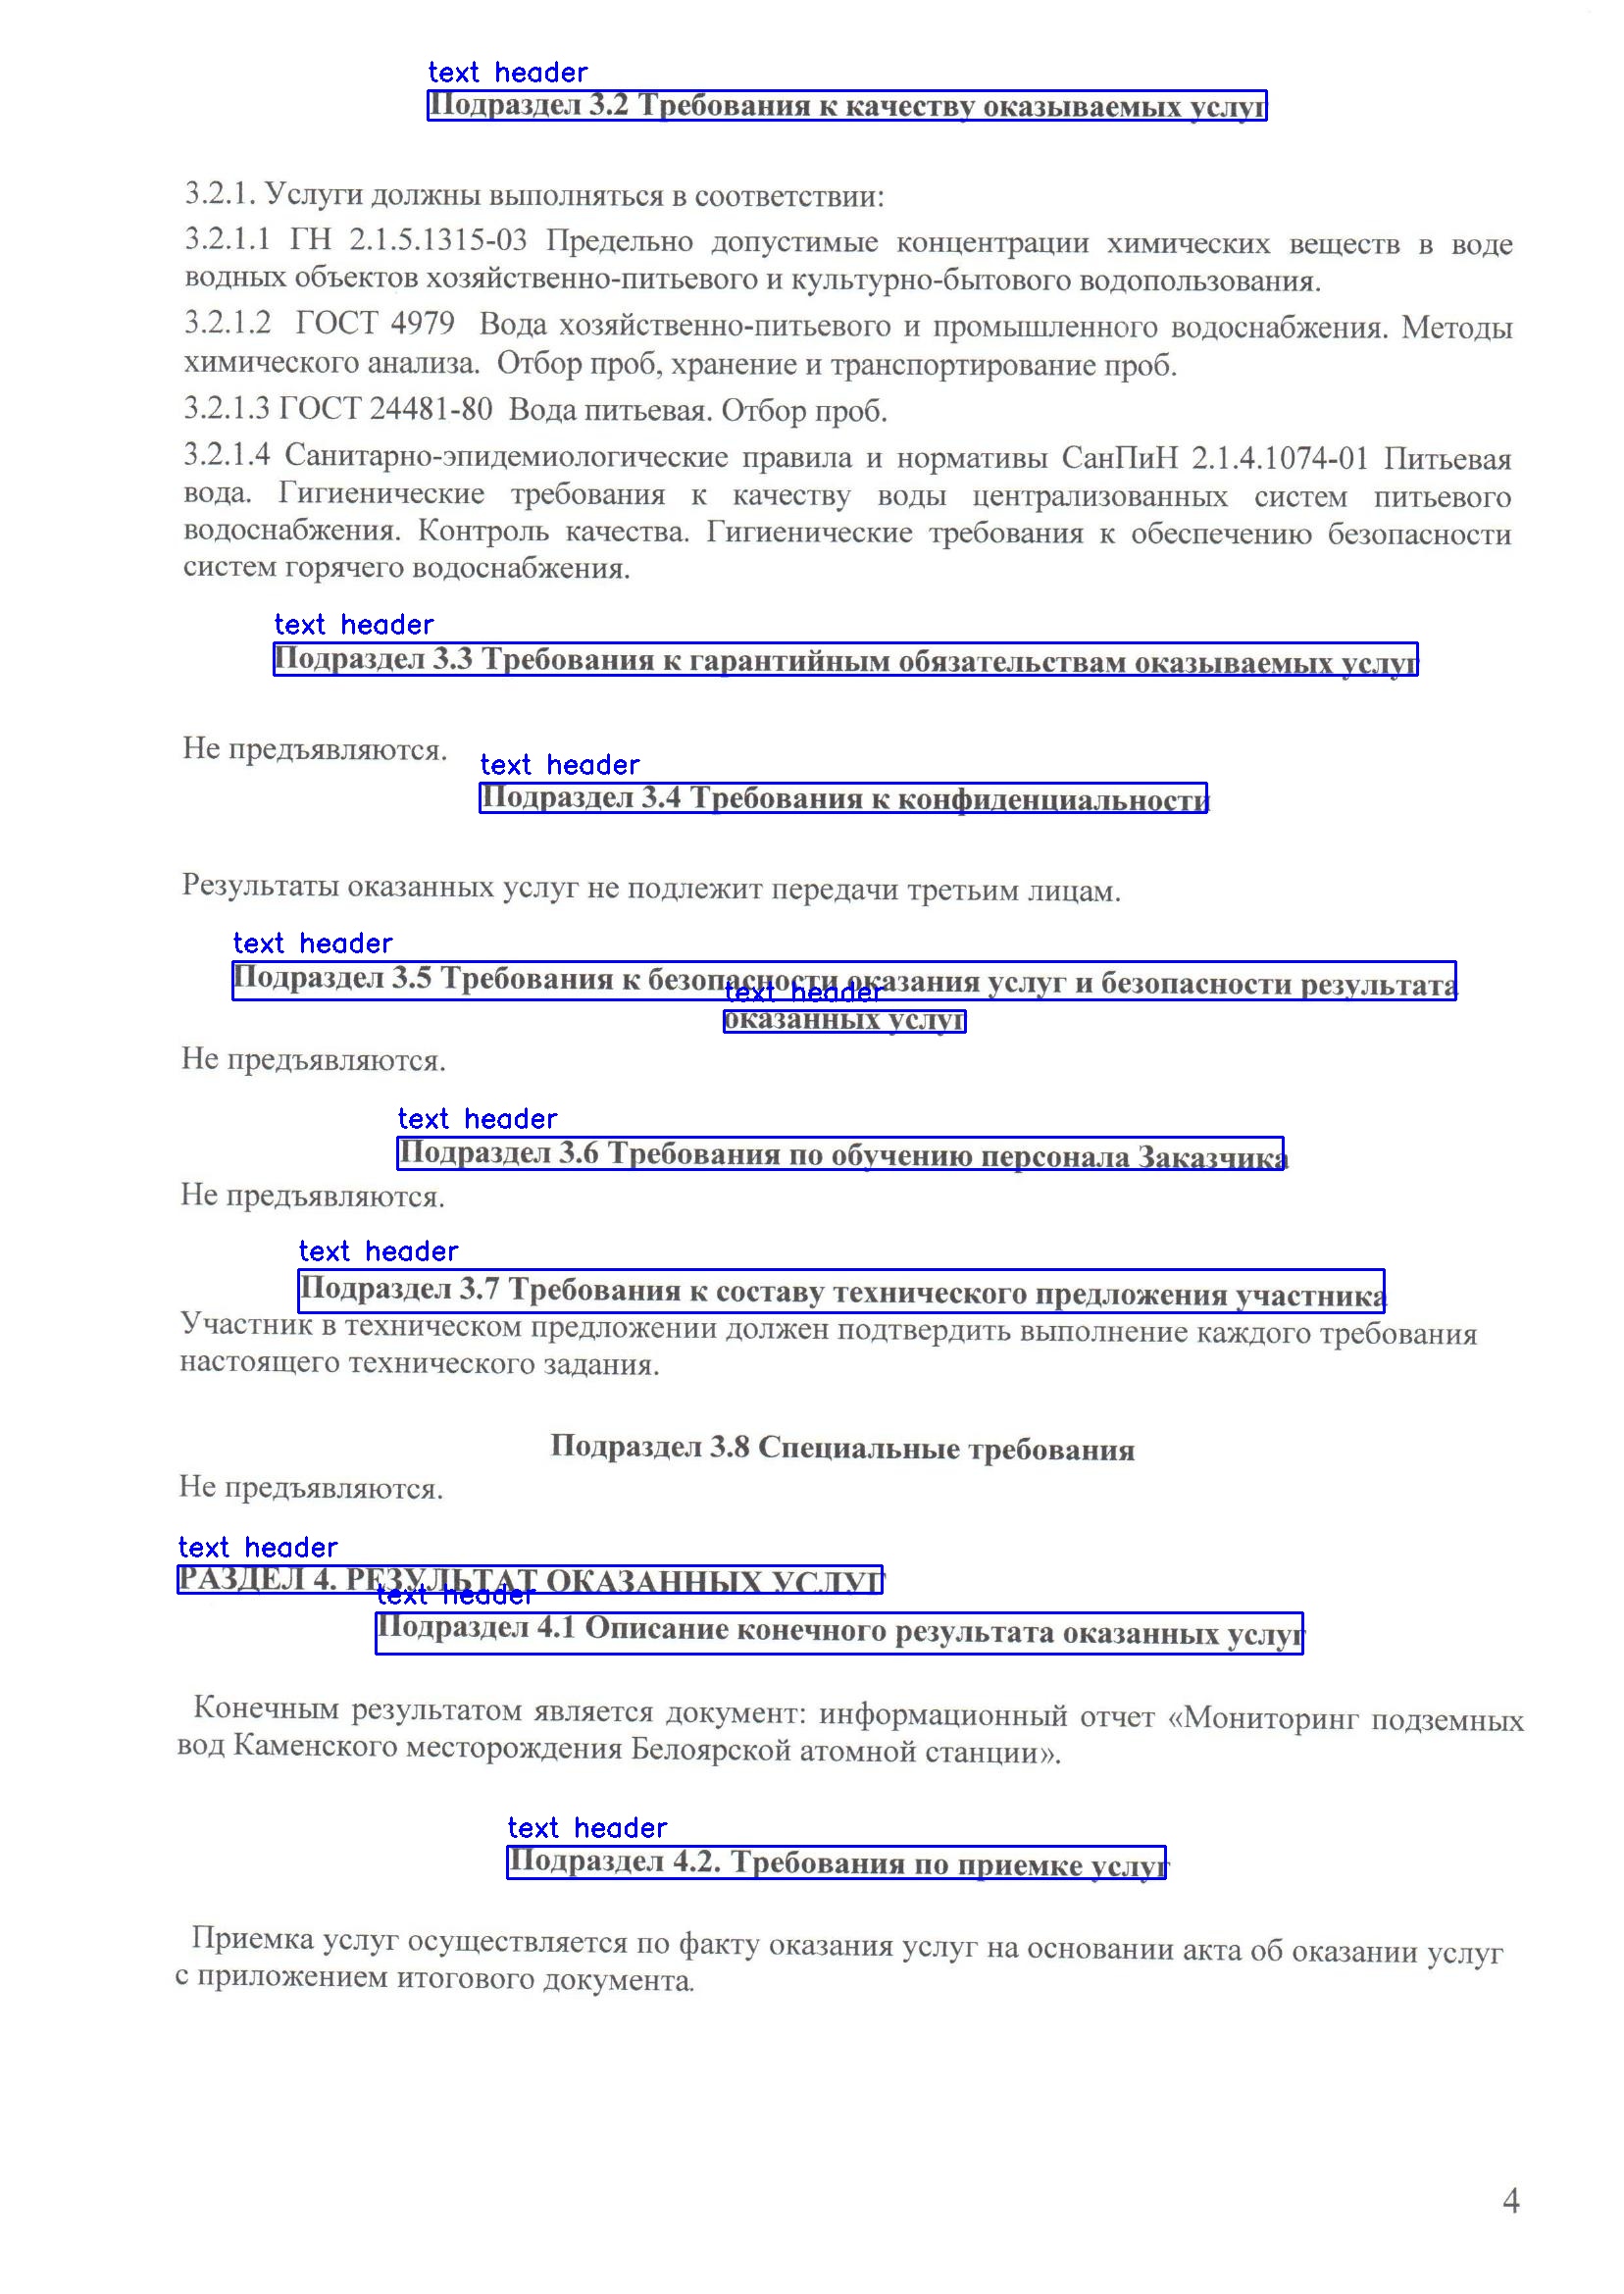 text header
Подраздел 3.2 Требования к качеству оказываемых услуг
3.2.1. Услуги должны выполняться в соответствии:
3.2.1.1 ГН 2.1.5.1315-03 Предельно допустимые концентрации химических веществ в воде
водных объектов хозяйственно-питьевого и культурно-бытового водопользования.
3.2.1.2 ГОСТ 4979 Вода хозяйственно-питьевого и промышленного водоснабжения. Методы
химического анализа. Отбор проб, хранение и транспортирование проб.
3.2.1.3 ГОСТ 24481-80 Вода питьевая. Отбор проб.
3.2.1.4 Санитарно-эпидемиологические правила и нормативы СанПиН 2.1.4.1074-01 Питьевая
вода. Гигиенические требования к качеству воды централизованных систем питьевого
водоснабжения. Контроль качества. Гигиенические требования к обеспечению безопасности
систем горячего водоснабжения.
text header
Подраздел 3.3 Требования к гарантийным обязательствам оказываемых услуг
Не предъявляются.
text header
Подраздел 3.4 Требования к конфиденциальности
Результаты оказанных услуг не подлежит передачи третьим лицам.
text header
Подраздел 3.5 Требования к безопасности оказания услуг и безопасности результата
text header
оказанных услуг
Не предъявляются.
text header
Подраздел 3.6 Требования по обучению персонала Заказчика
Не предъявляются.
text header
Подраздел 3.7 Требования к составу технического предложения участника
Участник в техническом предложении должен подтвердить выполнение каждого требования
настоящего технического задания.
Подраздел 3.8 Специальные требования
Не предъявляются.
text header
РАЗДЕЛ 4. РЕЗУЛЬТАТ ОКАЗАННЫХ УСЛУГ
text header
Подраздел 4.1 Описание конечного результата оказанных услуг
Конечным результатом является документ: информационный отчет «Мониторинг подземных
вод Каменского месторождения Белоярской атомной станции».
text header
Подраздел 4.2. Требования по приемке услуг
Приемка услуг осуществляется по факту оказания услуг на основании акта об оказании услуг
с приложением итогового документа.
4